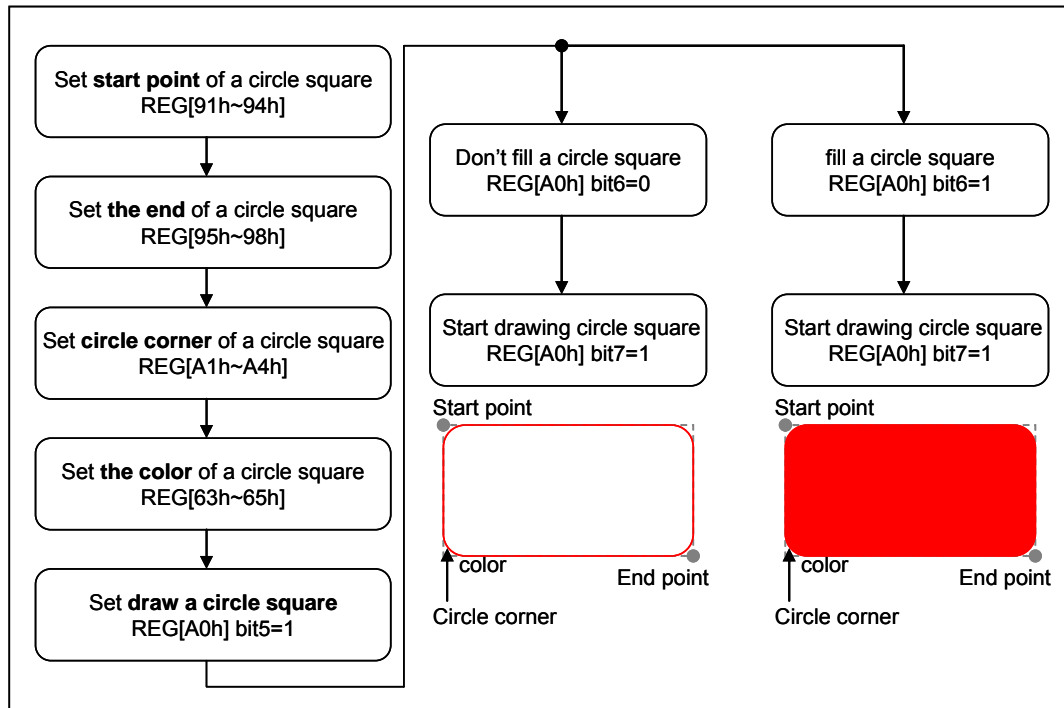 Set start point of a circle square
REG[91h~94h]
Set the end of a circle square
REG[95h~98h]
Set circle corner of a circle square
REG[A1h~A4h]
Set the color of a circle square
REG[63h~65h]
Set draw a circle square
REG[A0h] bit5=1
Don't fill a circle square
REG[A0h] bit6=0
Start drawing circle square
REG[A0h] bit7=1
Start point
color
End point
Circle corner
fill a circle square
REG[A0h] bit6=1
Start drawing circle square
REG[A0h] bit7=1
Start point
color
End point
Circle corner